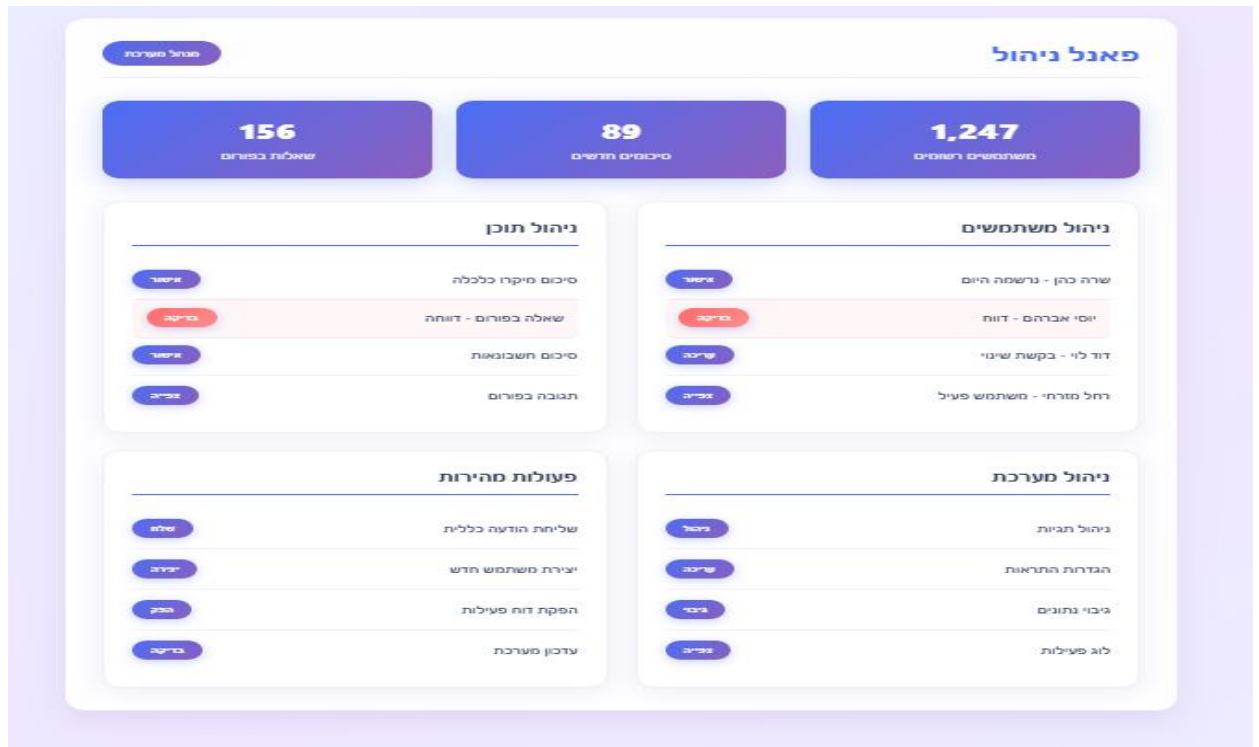 פאנל ניהול
מנהל מערכת
1,247
משתמשים רשומים
89
סיכומים חדשים
156
שאלות בפורום
ניהול משתמשים
שרה כהן - נרשמה היום
אישור
יוסי אברהם - דווח
בדיקה
דוד לוי - בקשת שינוי
עריכה
רחל מזרחי - משתמש פעיל
צפייה
ניהול תוכן
סיכום מיקרו כלכלה
אישור
שאלה בפורום - דווחה
בדיקה
סיכום חשבונאות
אישור
תגובה בפורום
צפייה
ניהול מערכת
ניהול תגיות
ניהול
הגדרות התראות
עריכה
גיבוי נתונים
גיבוי
לוג פעילות
צפייה
פעולות מהירות
שליחת הודעה כללית
שלח
יצירת משתמש חדש
יצירה
הפקת דוח פעילות
הפק
עדכון מערכת
בדיקה